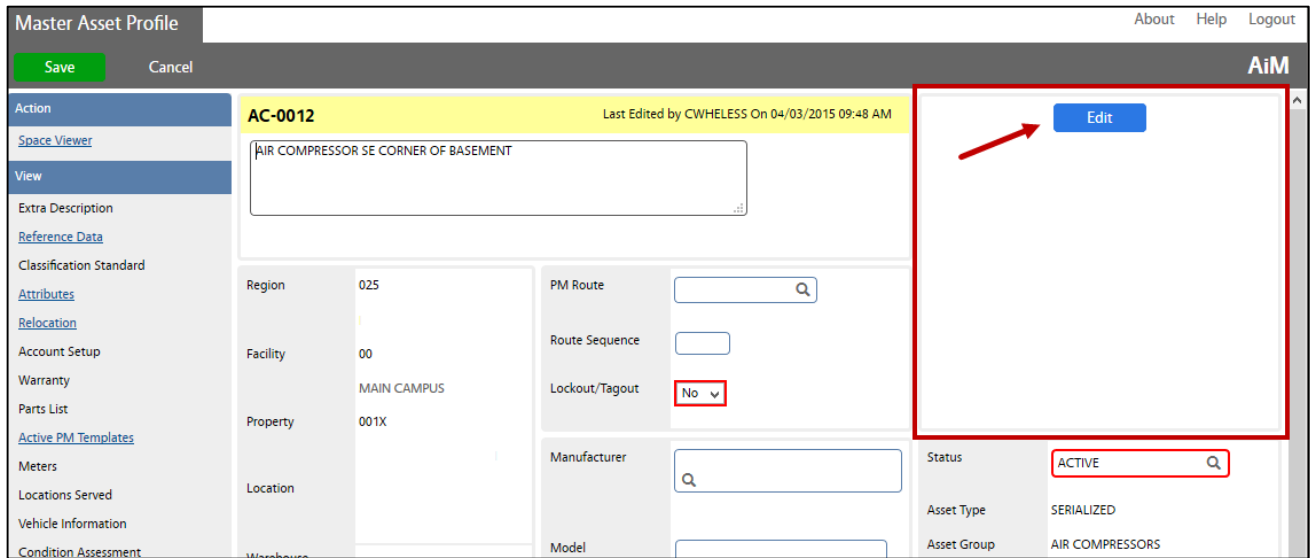 Master Asset Profile
About Help Logout
Save Cancel
AiM
Action
Space Viewer
View
Extra Description
Reference Data
Classification Standard
Attributes
Relocation
Account Setup
Warranty
Parts List
Active PM Templates
Meters
Locations Served
Vehicle Information
Condition Assessment
AC-0012 Last Edited by CWHELESS On 04/03/2015 09:48 AM
AIR COMPRESSOR SE CORNER OF BASEMENT
Edit
Region 025
Facility 00
MAIN CAMPUS
Property 001X
Location
Warehouse
PM Route
Route Sequence
Lockout/Tagout No
Manufacturer
Model
Status ACTIVE
Asset Type SERIALIZED
Asset Group AIR COMPRESSORS